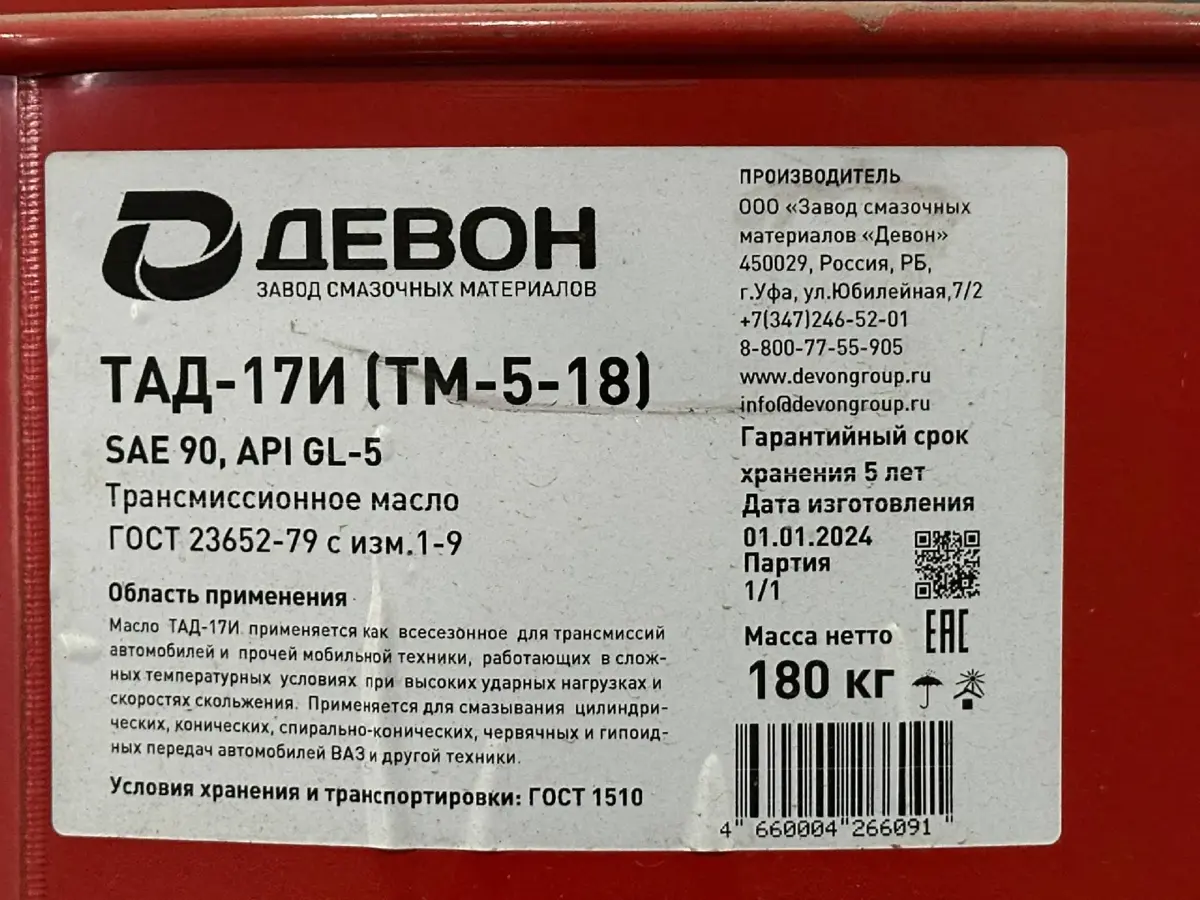 ДЕВОН
ЗАВОД СМАЗОЧНЫХ МАТЕРИАЛОВ
ТАД-17И (ТМ-5-18)
SAE 90, API GL-5
Трансмиссионное масло
ГОСТ 23652-79 с изм.1-9
Область применения
Масло ТАД-17И применяется как всесезонное для трансмиссий
автомобилей и прочей мобильной техники, работающих в слож-
ных температурных условиях при высоких ударных нагрузках и
скоростях скольжения. Применяется для смазывания цилиндри-
ческих, конических, спирально-конических, червячных и гипоид-
ных передач автомобилей ВАЗ и другой техники.
Условия хранения и транспортировки: ГОСТ 1510
ПРОИЗВОДИТЕЛЬ
ООО «Завод смазочных
материалов «Девон»
450029, Россия, РБ,
г.Уфа, ул.Юбилейная,7/2
+7(347)246-52-01
8-800-77-55-905
www.devongroup.ru
info@devongroup.ru
Гарантийный срок
хранения 5 лет
Дата изготовления
01.01.2024
Партия
1/1
EAC
Масса нетто
180 кг
4 660004 266091